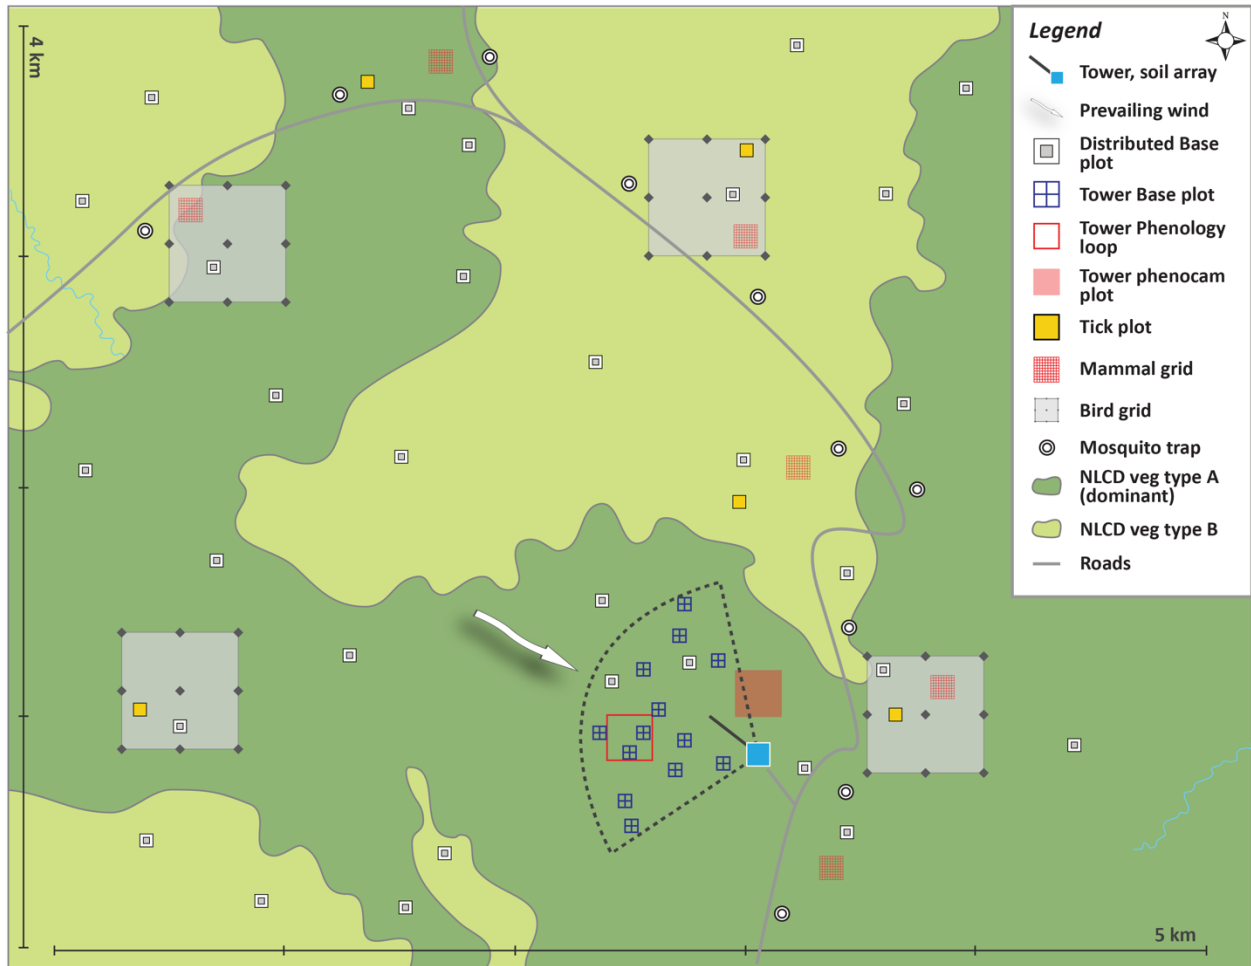 4 km
N
Legend
Tower, soil array
Prevailing wind
Distributed Base
plot
Tower Base plot
Tower Phenology
loop
Tower phenocam
plot
Tick plot
Mammal grid
Bird grid
Mosquito trap
NLCD veg type A
(dominant)
NLCD veg type B
Roads
5 km